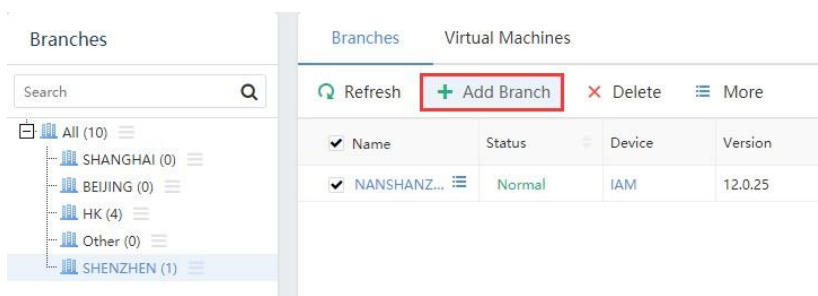 Branches
Search
All (10)
SHANGHAI (0)
BEIJING (0)
HK (4)
Other (0)
SHENZHEN (1)
Branches Virtual Machines
Refresh Add Branch Delete More
Name Status Device Version
NANSHANZ... Normal IAM 12.0.25